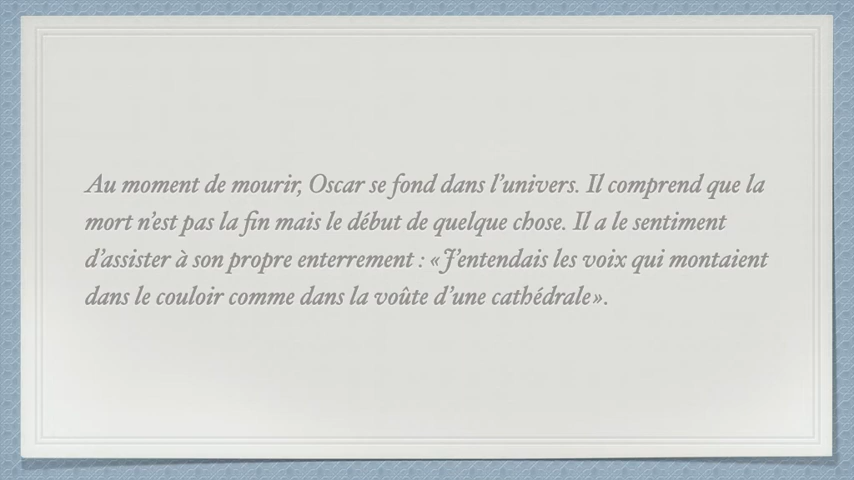 Au moment de mourir, Oscar se fond dans l’univers. Il comprend que la
mort n’est pas la fin mais le début de quelque chose. Il a le sentiment
d’assister à son propre enterrement : «J’entendais les voix qui montaient
dans le couloir comme dans la voûte d’une cathédrale».